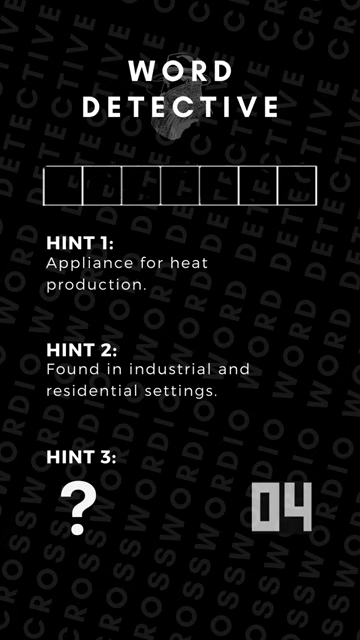 WORD
DETECTIVE
HINT 1:
Appliance for heat
production.
HINT 2:
Found in industrial and
residential settings.
HINT 3:
?
04